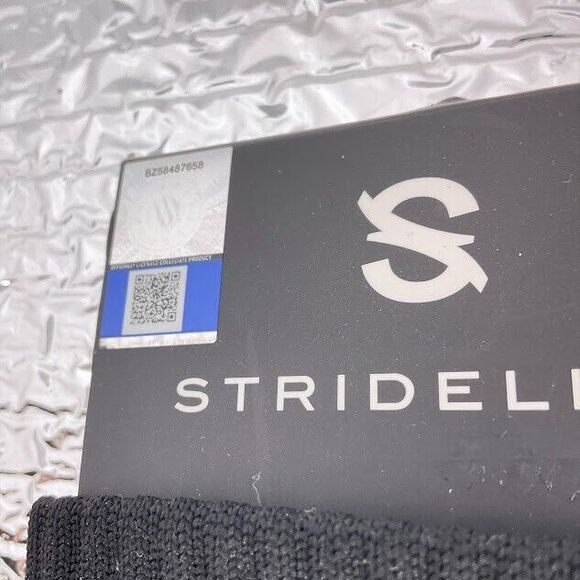 BZ58487658
OFFICIALLY LICENSED COLLEGIATE PRODUCT
S
STRIDEL